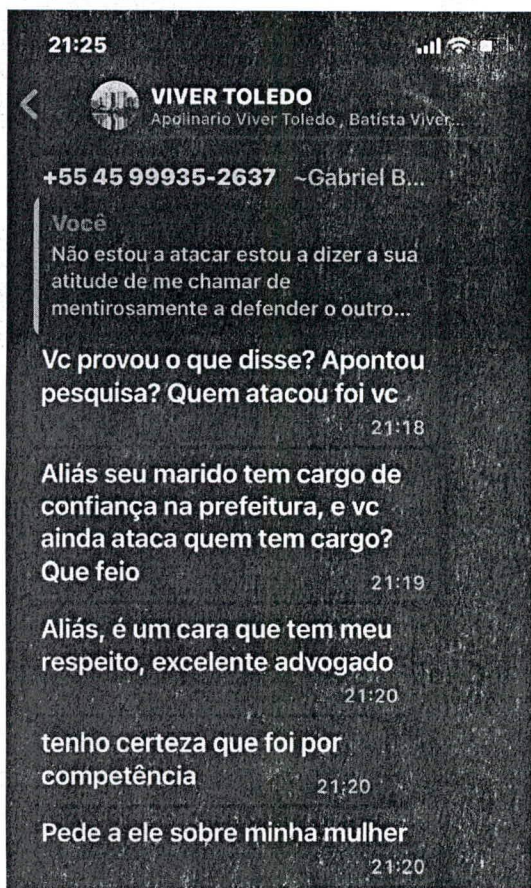 21:25
VIVER TOLEDO
Apolinario Viver Toledo , Batista Viver...
+55 45 99935-2637 ~Gabriel B...
Você
Não estou a atacar estou a dizer a sua
atitude de me chamar de
mentirosamente a defender o outro...
Vc provou o que disse? Apontou
pesquisa? Quem atacou foi vc
21:18
Aliás seu marido tem cargo de
confiança na prefeitura, e vc
ainda ataca quem tem cargo?
Que feio
21:19
Aliás, é um cara que tem meu
respeito, excelente advogado
21:20
tenho certeza que foi por
competência
21:20
Pede a ele sobre minha mulher
21:20